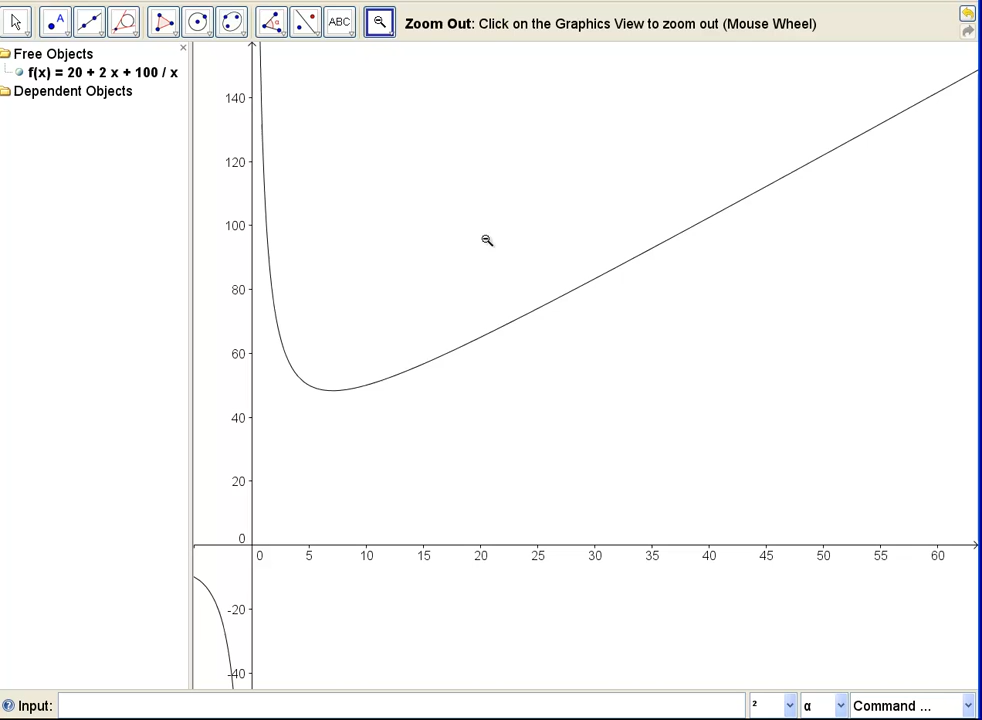 A
ABC
Zoom Out: Click on the Graphics View to zoom out (Mouse Wheel)
Free Objects
f(x) = 20 + 2 x + 100 / x
Dependent Objects
140
120
100
80
60
40
20
0
-20
-40
0 5 10 15 20 25 30 35 40 45 50 55 60
Input: ² α Command ...